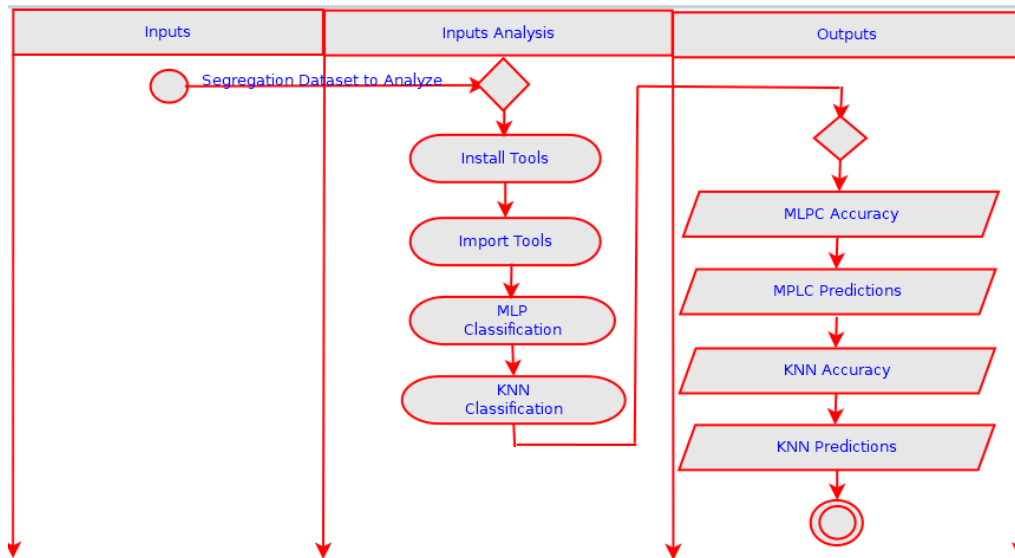 Inputs
Inputs Analysis
Outputs
Segregation Dataset to Analyze
Install Tools
Import Tools
MLP
Classification
KNN
Classification
MLPC Accuracy
MPLC Predictions
KNN Accuracy
KNN Predictions